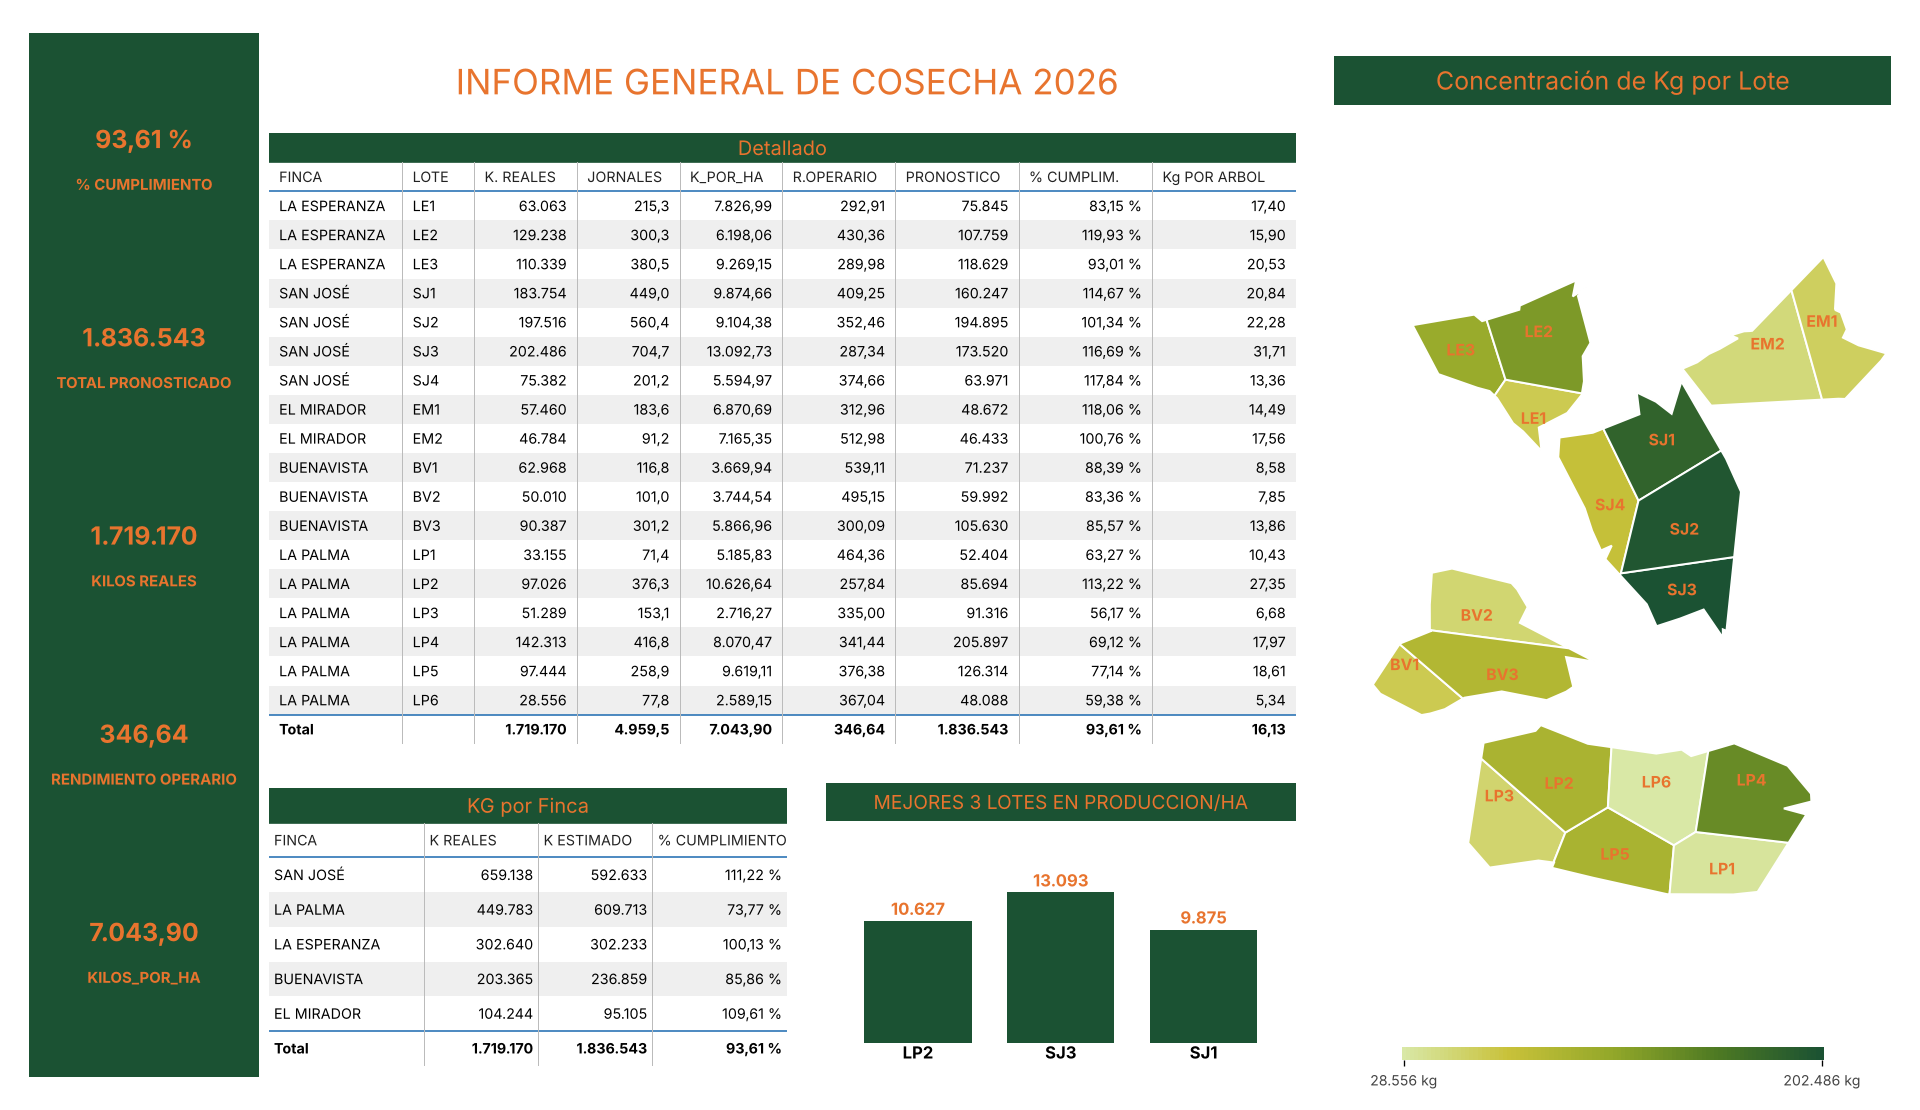 93,61 %
% CUMPLIMIENTO
1.836.543
TOTAL PRONOSTICADO
1.719.170
KILOS REALES
346,64
RENDIMIENTO OPERARIO
7.043,90
KILOS_POR_HA
INFORME GENERAL DE COSECHA 2026
Detallado
FINCA LOTE K. REALES JORNALES K_POR_HA R.OPERARIO PRONOSTICO % CUMPLIM. Kg POR ARBOL
LA ESPERANZA LE1 63.063 215,3 7.826,99 292,91 75.845 83,15 % 17,40
LA ESPERANZA LE2 129.238 300,3 6.198,06 430,36 107.759 119,93 % 15,90
LA ESPERANZA LE3 110.339 380,5 9.269,15 289,98 118.629 93,01 % 20,53
SAN JOSÉ SJ1 183.754 449,0 9.874,66 409,25 160.247 114,67 % 20,84
SAN JOSÉ SJ2 197.516 560,4 9.104,38 352,46 194.895 101,34 % 22,28
SAN JOSÉ SJ3 202.486 704,7 13.092,73 287,34 173.520 116,69 % 31,71
SAN JOSÉ SJ4 75.382 201,2 5.594,97 374,66 63.971 117,84 % 13,36
EL MIRADOR EM1 57.460 183,6 6.870,69 312,96 48.672 118,06 % 14,49
EL MIRADOR EM2 46.784 91,2 7.165,35 512,98 46.433 100,76 % 17,56
BUENAVISTA BV1 62.968 116,8 3.669,94 539,11 71.237 88,39 % 8,58
BUENAVISTA BV2 50.010 101,0 3.744,54 495,15 59.992 83,36 % 7,85
BUENAVISTA BV3 90.387 301,2 5.866,96 300,09 105.630 85,57 % 13,86
LA PALMA LP1 33.155 71,4 5.185,83 464,36 52.404 63,27 % 10,43
LA PALMA LP2 97.026 376,3 10.626,64 257,84 85.694 113,22 % 27,35
LA PALMA LP3 51.289 153,1 2.716,27 335,00 91.316 56,17 % 6,68
LA PALMA LP4 142.313 416,8 8.070,47 341,44 205.897 69,12 % 17,97
LA PALMA LP5 97.444 258,9 9.619,11 376,38 126.314 77,14 % 18,61
LA PALMA LP6 28.556 77,8 2.589,15 367,04 48.088 59,38 % 5,34
Total 1.719.170 4.959,5 7.043,90 346,64 1.836.543 93,61 % 16,13
KG por Finca
FINCA K REALES K ESTIMADO % CUMPLIMIENTO
SAN JOSÉ 659.138 592.633 111,22 %
LA PALMA 449.783 609.713 73,77 %
LA ESPERANZA 302.640 302.233 100,13 %
BUENAVISTA 203.365 236.859 85,86 %
EL MIRADOR 104.244 95.105 109,61 %
Total 1.719.170 1.836.543 93,61 %
MEJORES 3 LOTES EN PRODUCCION/HA
10.627 13.093 9.875
LP2 SJ3 SJ1
Concentración de Kg por Lote
EM1
LE2
EM2
LE3
LE1
SJ1
SJ4
SJ2
SJ3
BV2
BV1
BV3
LP4
LP6
LP2
LP3
LP5
LP1
28.556 kg 202.486 kg